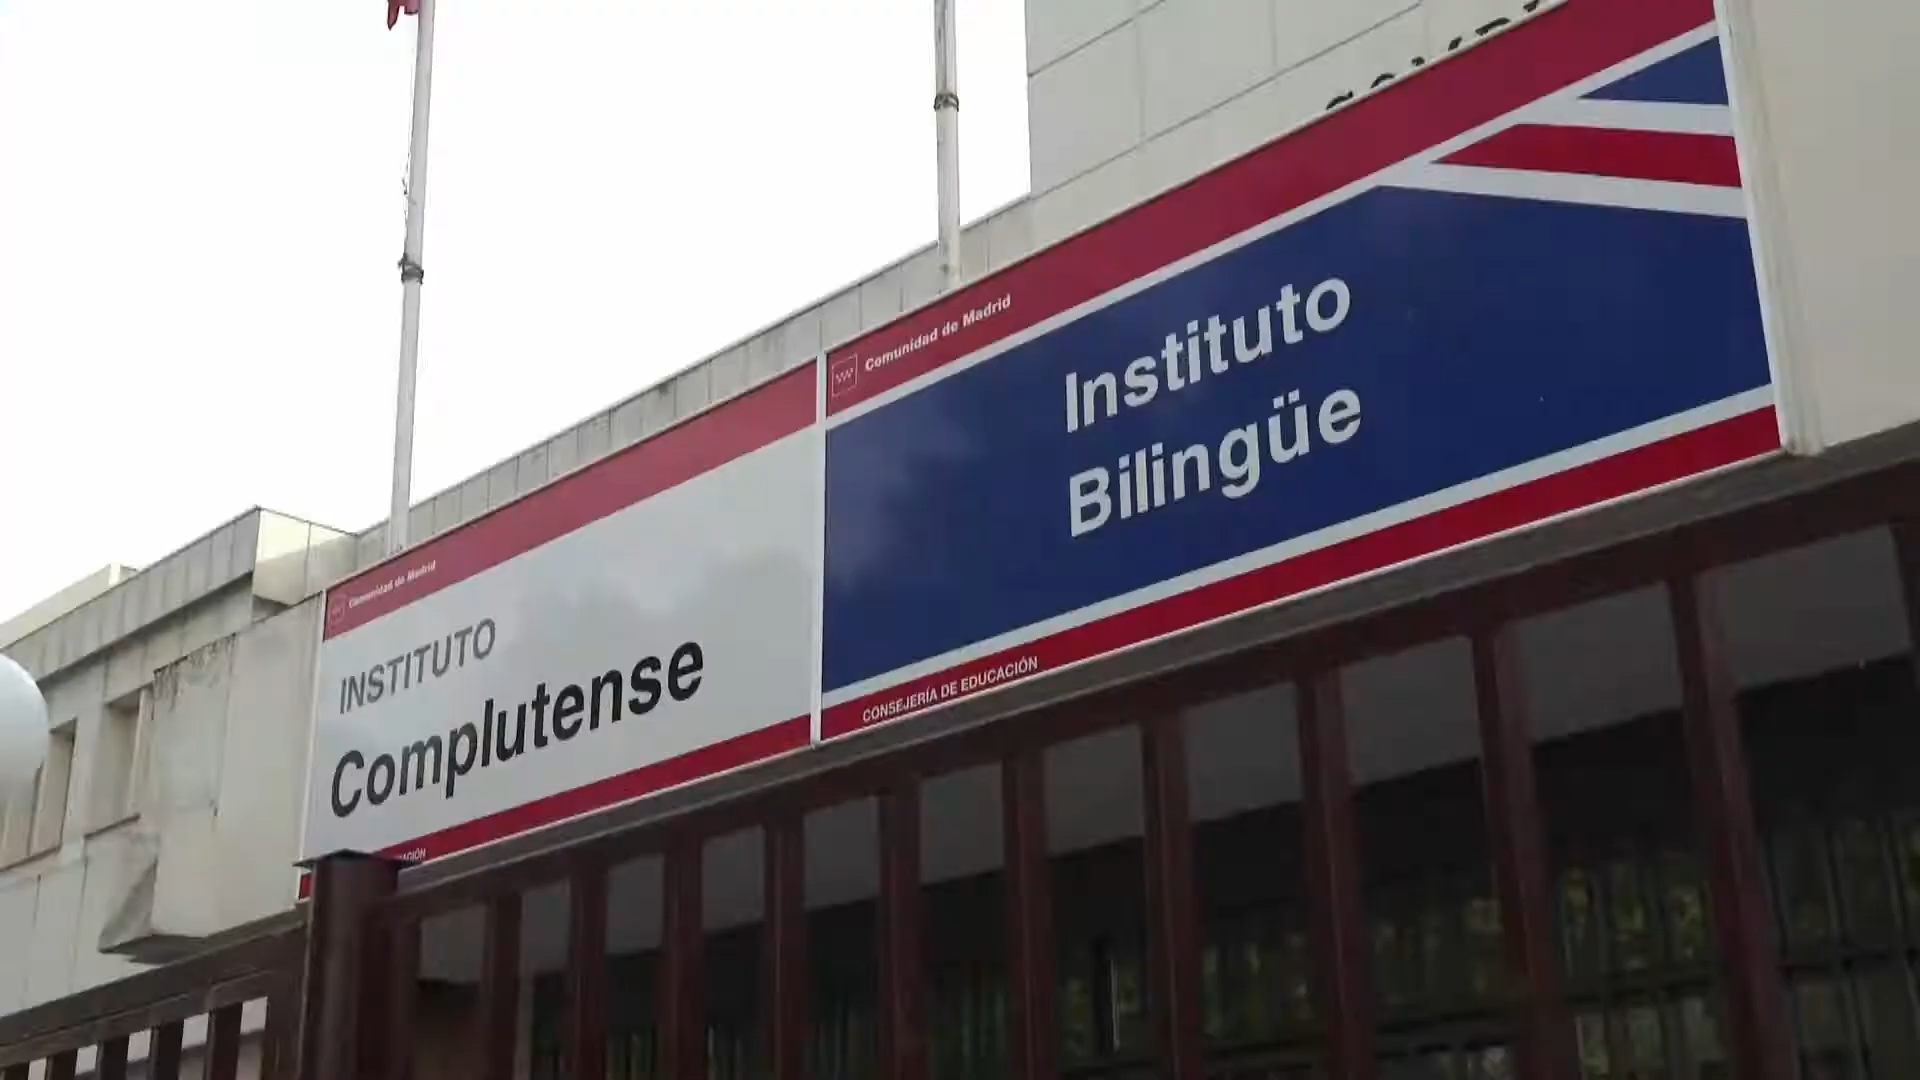 Comunidad de Madrid
INSTITUTO
Complutense
Comunidad de Madrid
Instituto
Bilingüe
CONSEJERÍA DE EDUCACIÓN